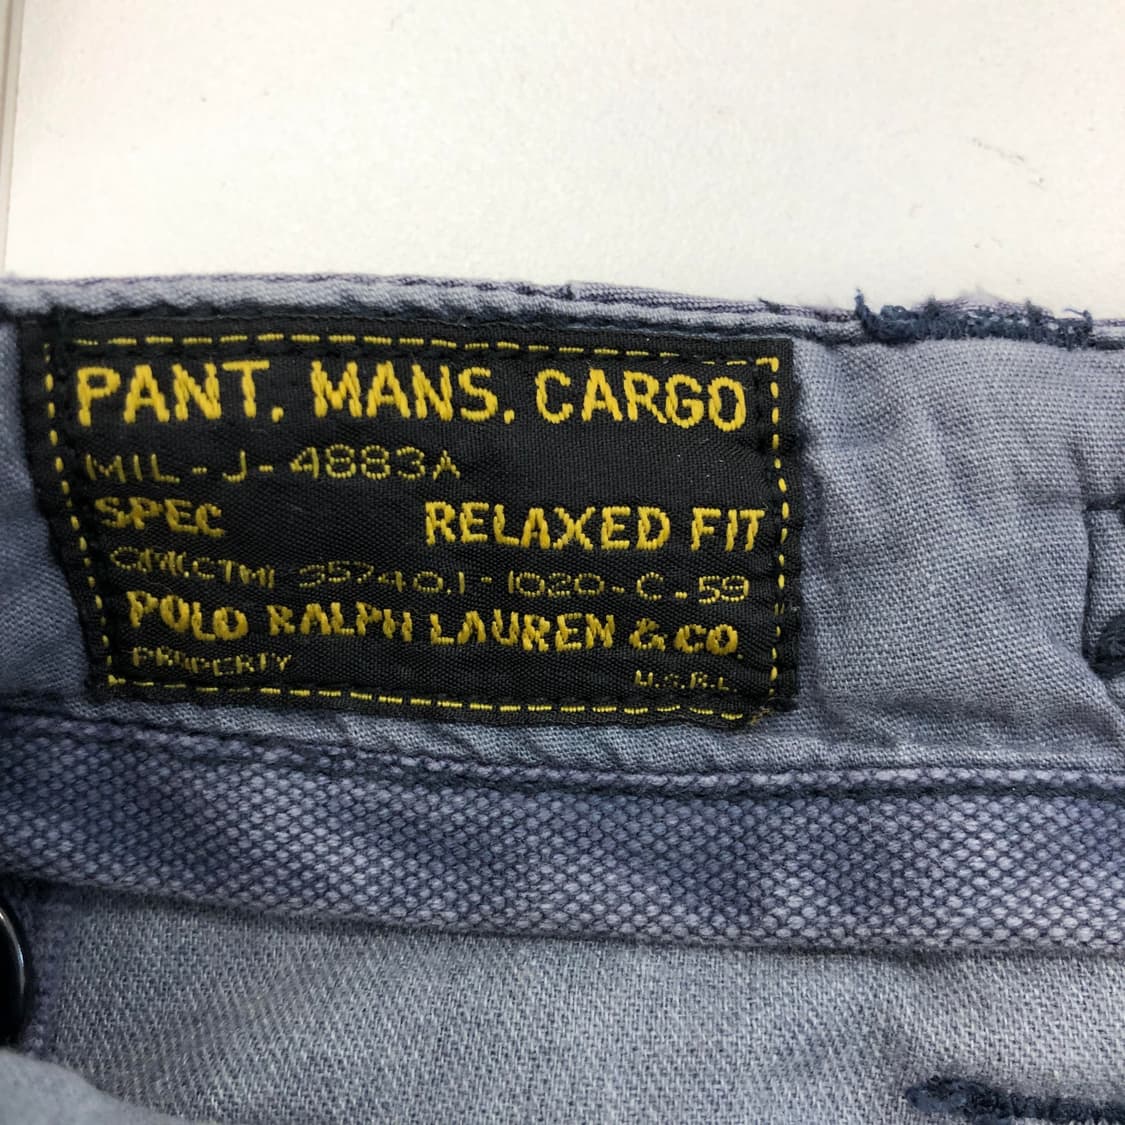 PANT, MANS, CARGO
MIL-J-4883A
SPEC RELAXED FIT
35740.1-1020-C-59
POLO RALPH LAUREN & CO.
PROPERTY U.S.R.L.